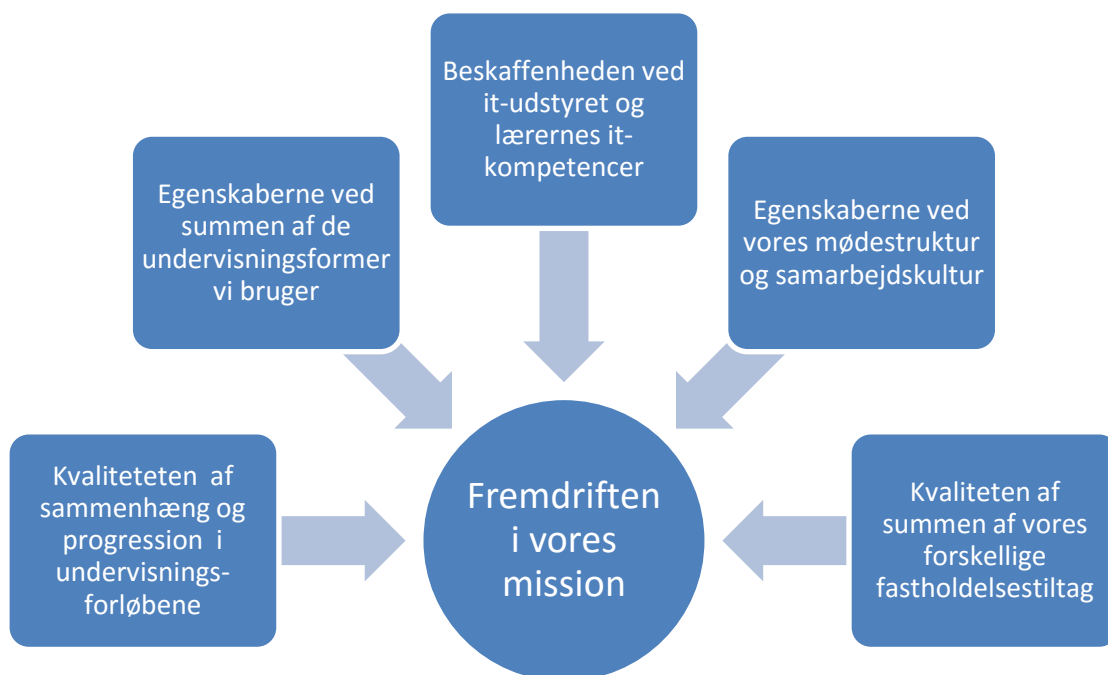 Beskaffenheden ved
it-udstyret og
lærernes it-
kompetencer
Egenskaberne ved
summen af de
undervisningsformer
vi bruger
Egenskaberne ved
vores mødestruktur
og samarbejdskultur
Kvaliteteten af
sammenhæng og
progression i
undervisnings-
forløbene
Fremdriften
i vores
mission
Kvaliteten af
summen af vores
forskellige
fastholdelsestiltag